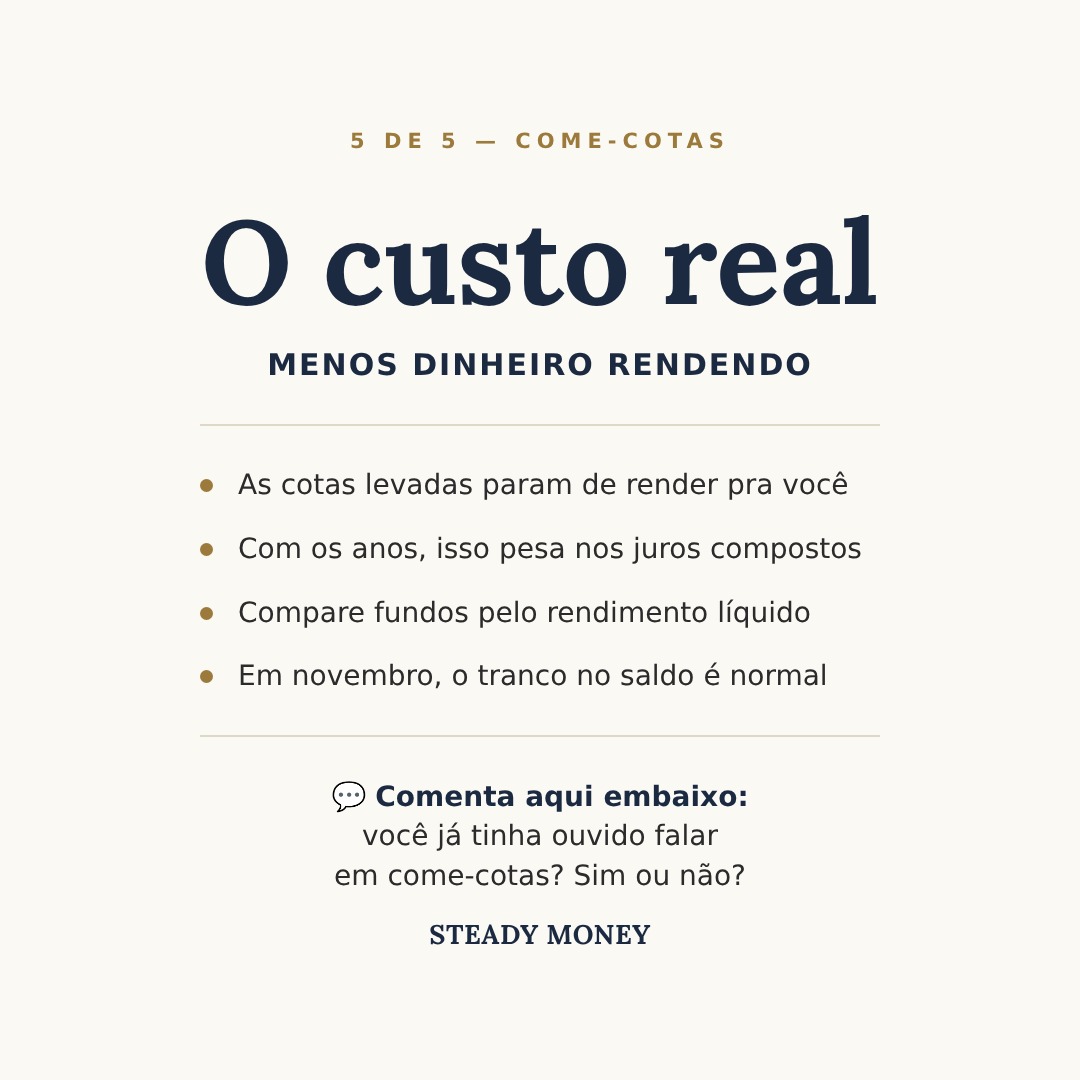 5 DE 5 — COME-COTAS
O custo real
MENOS DINHEIRO RENDENDO
• As cotas levadas param de render pra você
• Com os anos, isso pesa nos juros compostos
• Compare fundos pelo rendimento líquido
• Em novembro, o tranco no saldo é normal
💬 Comenta aqui embaixo:
você já tinha ouvido falar
em come-cotas? Sim ou não?
STEADY MONEY